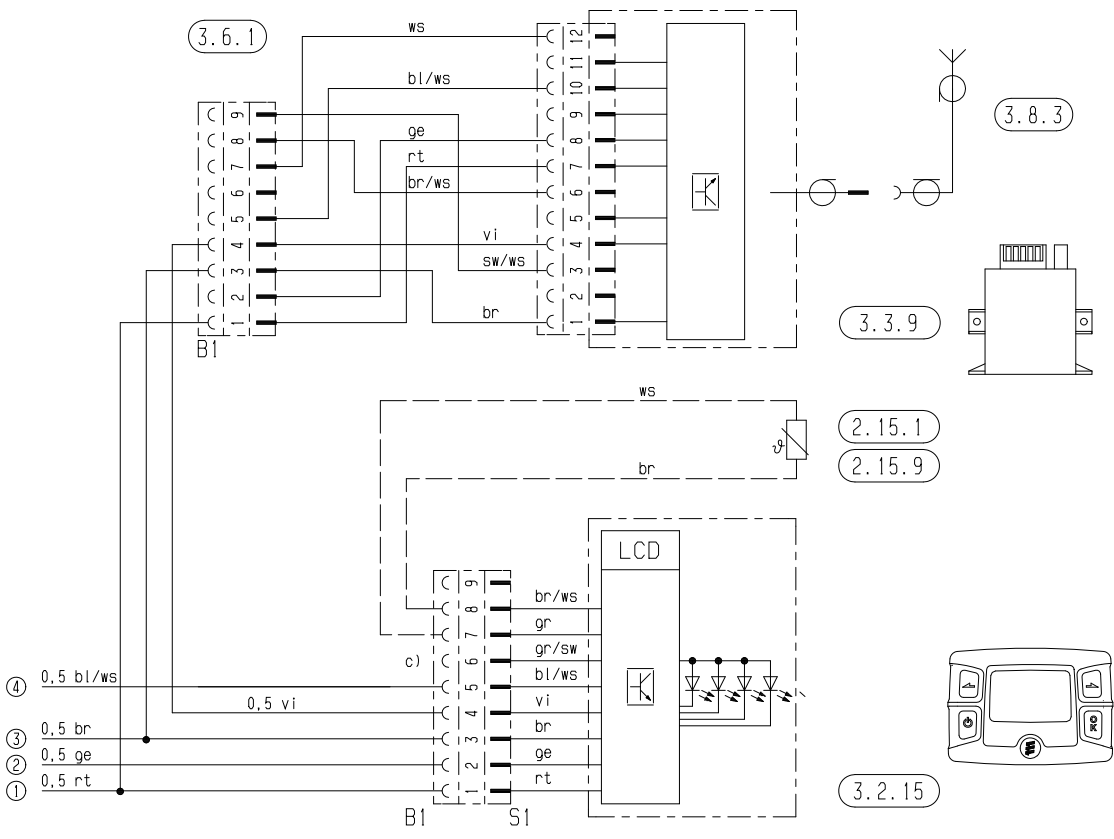 3.6.1
ws
12
11
bl/ws
10
9
9
ge
8
8
rt
7
7
br/ws
6
6
5
5
vi
4
4
sw/ws
3
3
2
2
br
1
1
B1
3.8.3
3.3.9
ws
ϑ
2.15.1
2.15.9
br
LCD
9
br/ws
8
gr
7
c)
gr/sw
6
4 0,5 bl/ws
bl/ws
5
0,5 vi
vi
4
3 0,5 br
br
3
2 0,5 ge
ge
2
1 0,5 rt
rt
1
B1
S1
OK
3.2.15